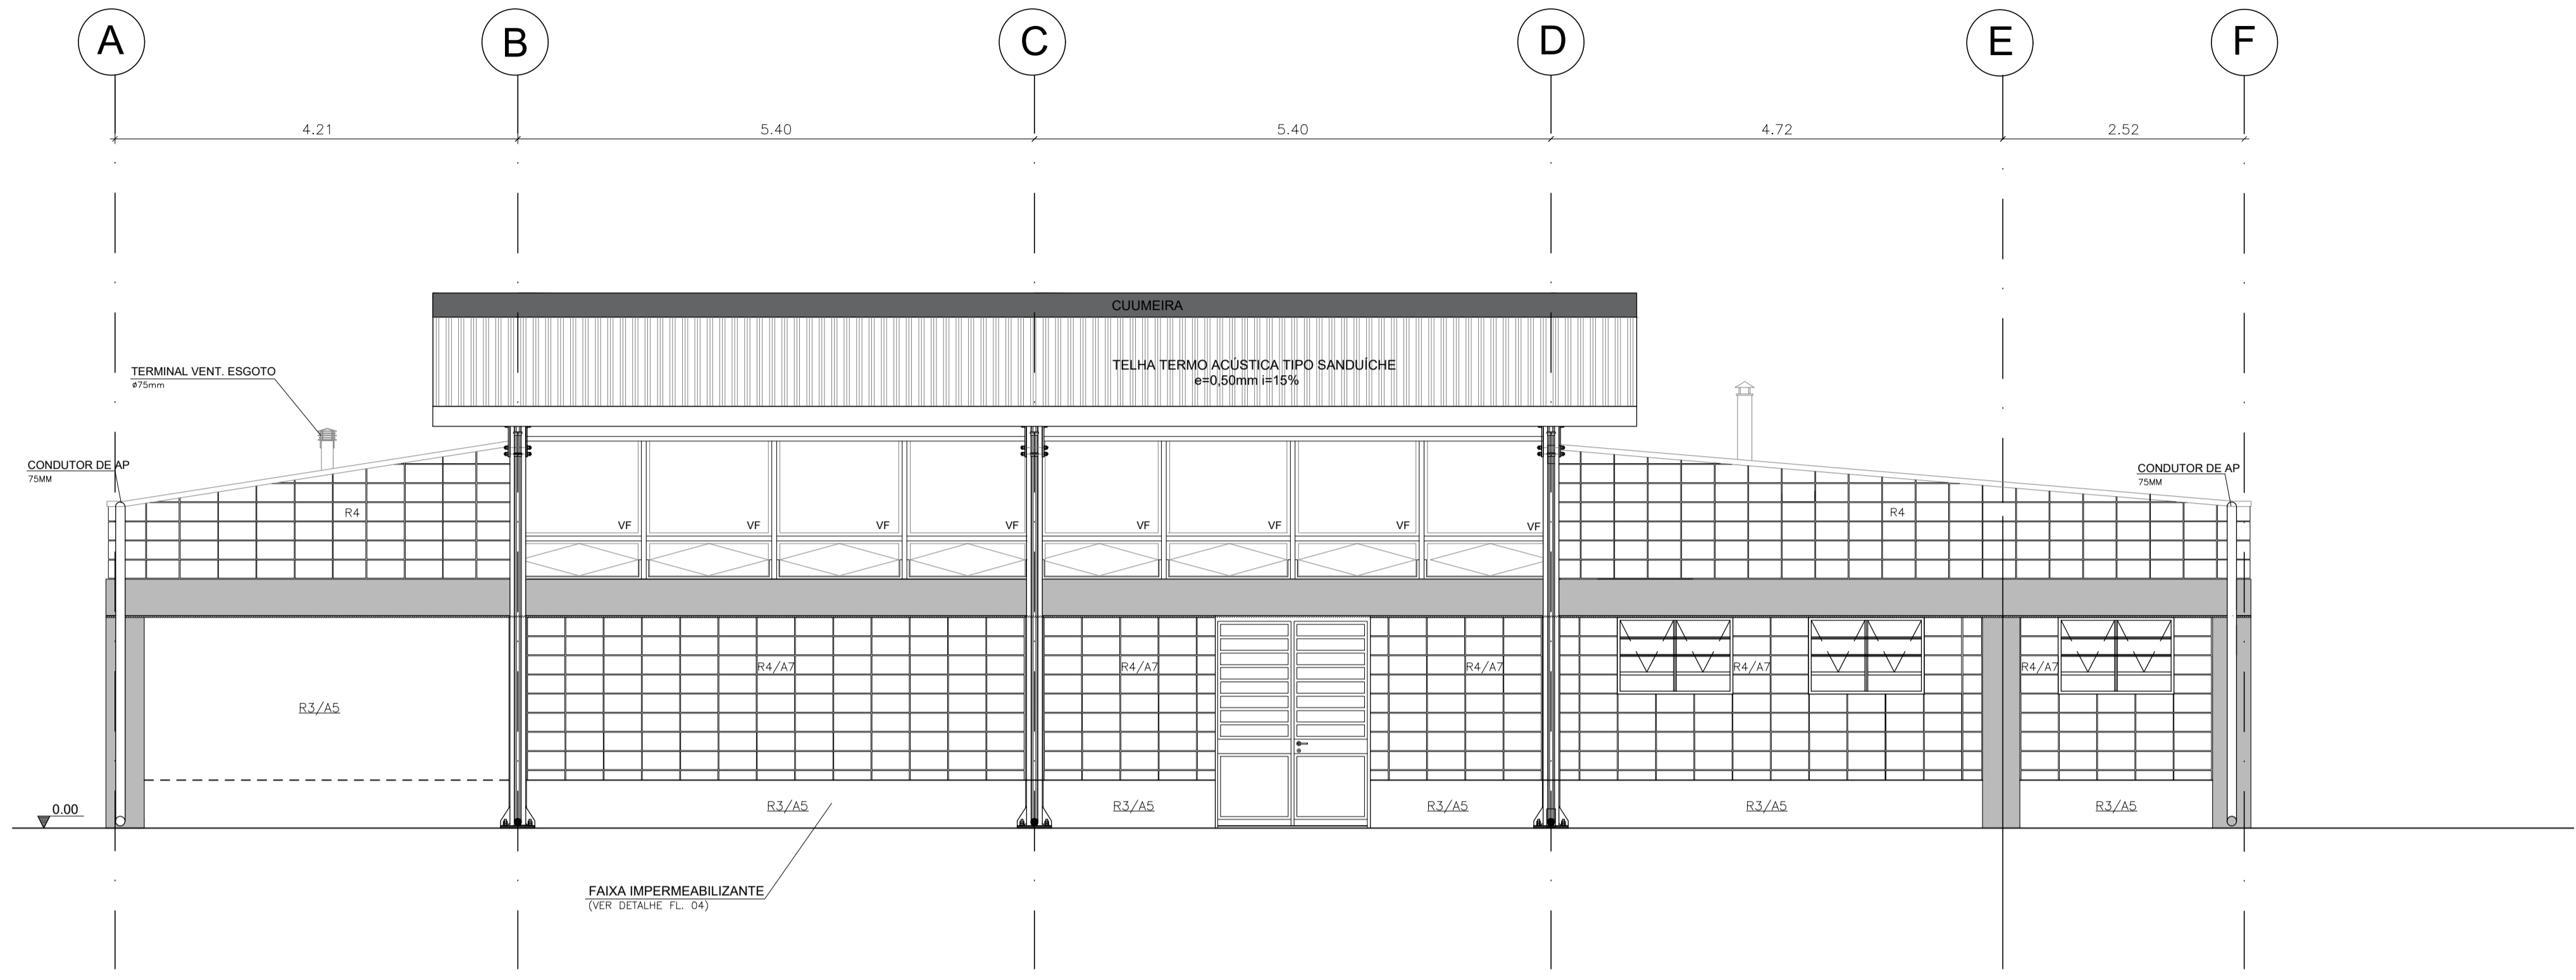 A
B
C
D
E
F
4.21
5.40
5.40
4.72
2.52
CUUMEIRA
TELHA TERMO ACÚSTICA TIPO SANDUÍCHE
e=0,50mm i=15%
TERMINAL VENT. ESGOTO
ø75mm
CONDUTOR DE AP
75MM
CONDUTOR DE AP
75MM
R4
VF
VF
VF
VF
VF
VF
VF
VF
R4
R4/A7
R4/A7
R4/A7
R4/A7
R4/A7
R3/A5
0.00
R3/A5
R3/A5
R3/A5
R3/A5
R3/A5
FAIXA IMPERMEABILIZANTE
(VER DETALHE FL. 04)